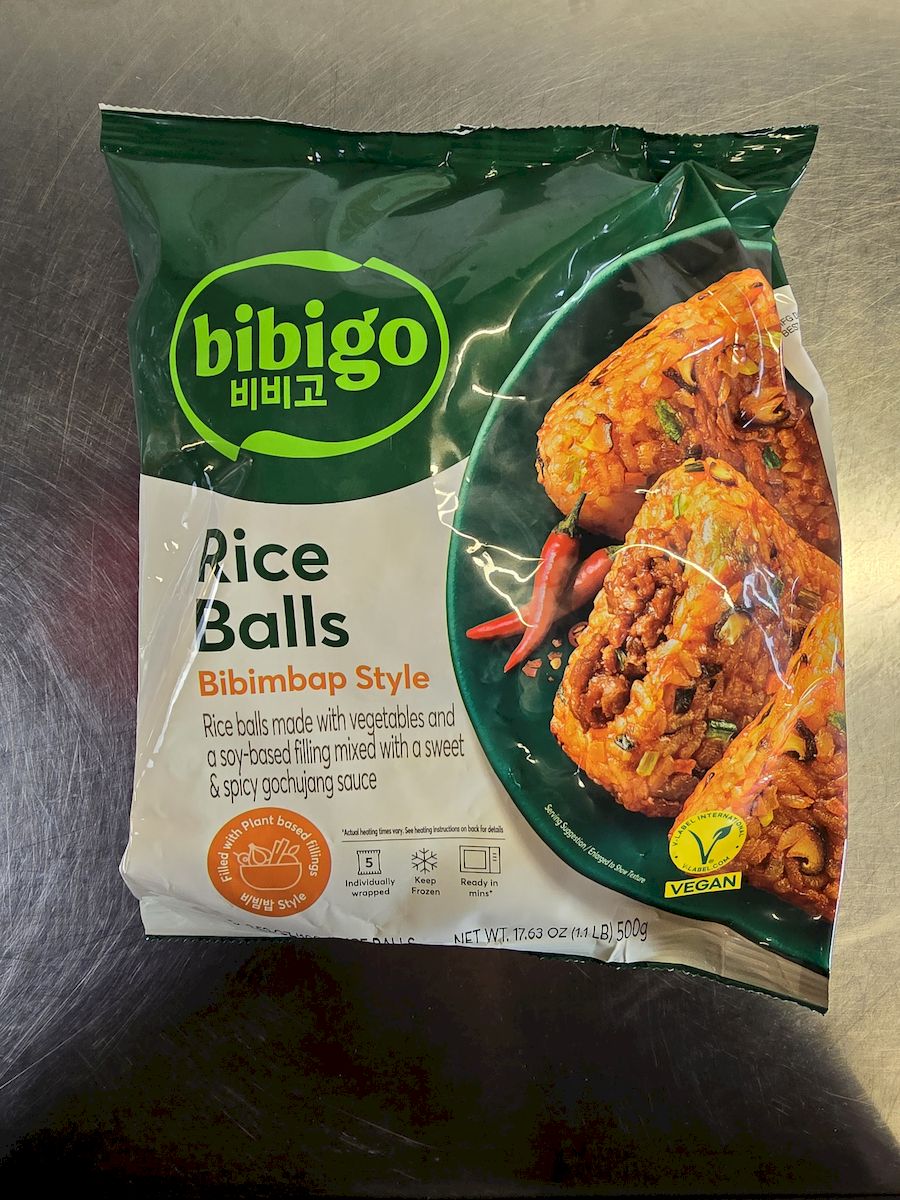 bibigo
비비고
Rice
Balls
Bibimbap Style
Rice balls made with vegetables and
a soy-based filling mixed with a sweet
& spicy gochujang sauce
Filled with Plant based fillings
비빔밥 Style
*Actual heating times vary. See heating instructions on back for details
5
Individually
wrapped
Keep
Frozen
Ready in
mins*
Serving Suggestion / Enlarged to Show Texture
V-LABEL INTERNATIONAL
V-LABEL.COM
VEGAN
BALLS
NET WT. 17.63 OZ (1.1 LB) 500g